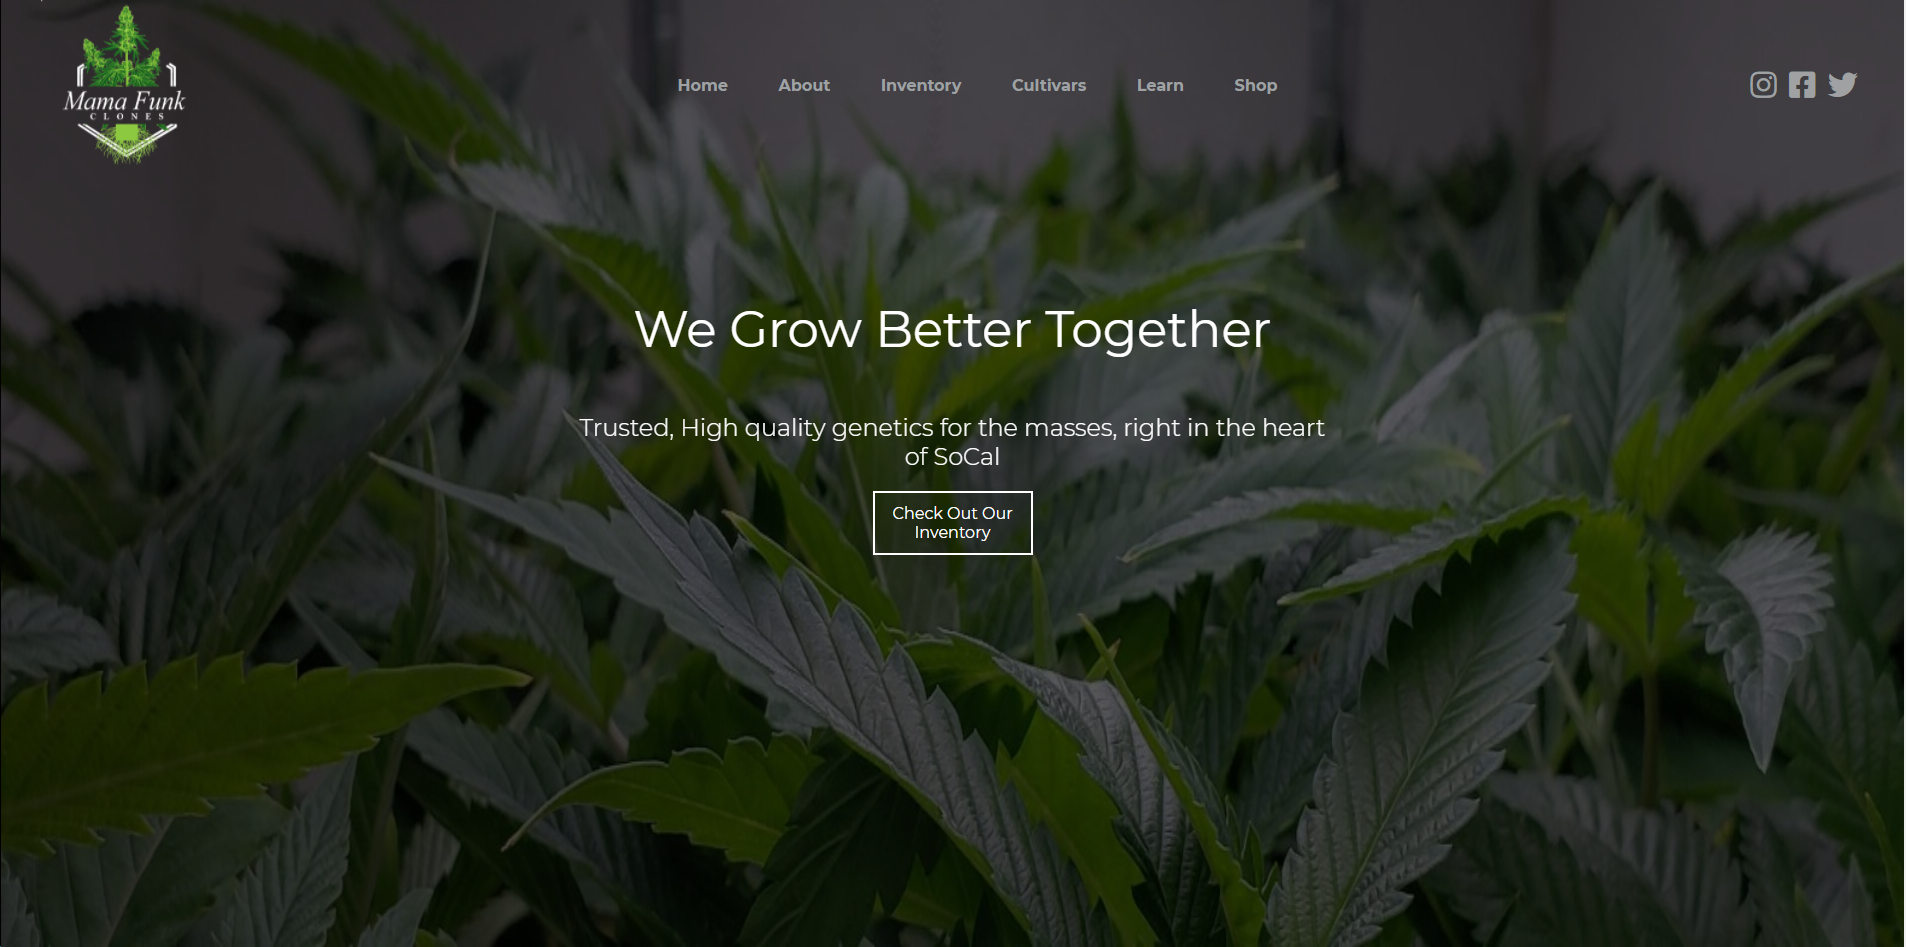 Mama Funk
CLONES
Home About Inventory Cultivars Learn Shop
We Grow Better Together
Trusted, High quality genetics for the masses, right in the heart
of SoCal
Check Out Our
Inventory